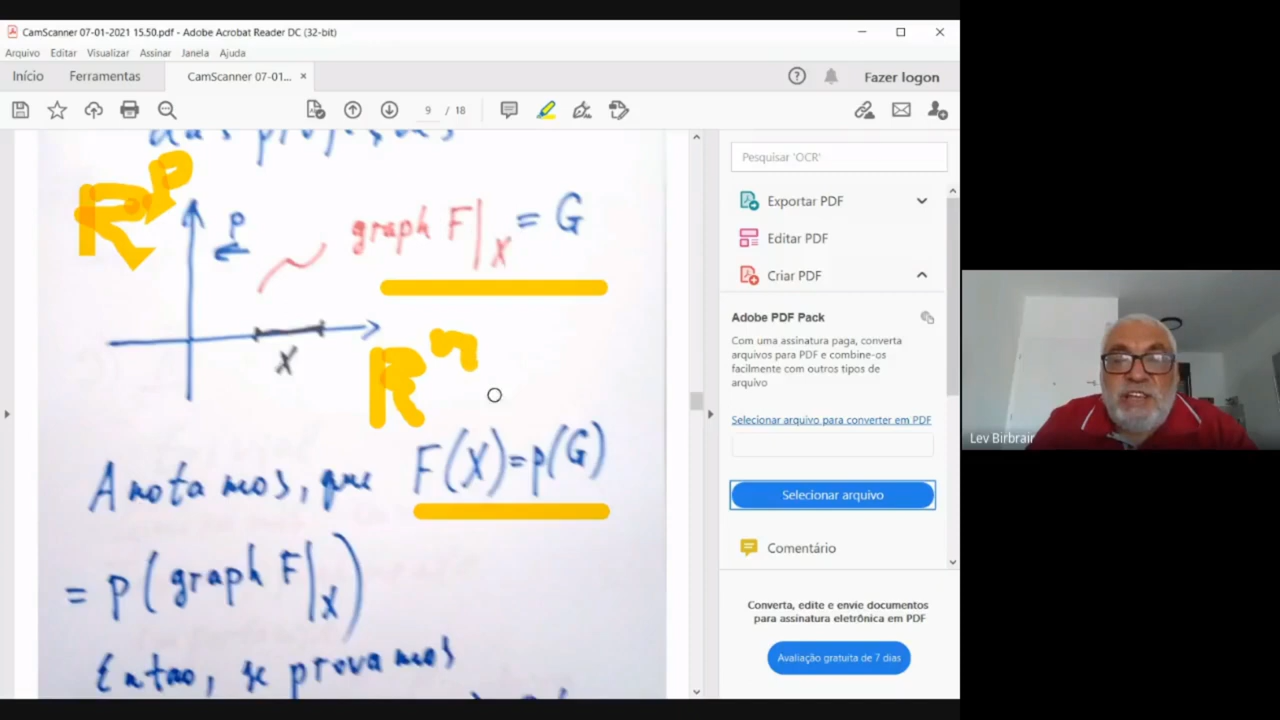 CamScanner 07-01-2021 15.50.pdf - Adobe Acrobat Reader DC (32-bit)
Arquivo Editar Visualizar Assinar Janela Ajuda
Início Ferramentas CamScanner 07-01... × Fazer logon
9 / 18
das projeções
R^p
p
graph F|_X = G
X
R^n
Anotamos, que F(X)=p(G)
= p(graph F|_X)
Entao, se provamos
Pesquisar 'OCR'
Exportar PDF
Editar PDF
Criar PDF
Adobe PDF Pack
Com uma assinatura paga, converta
arquivos para PDF e combine-os
facilmente com outros tipos de
arquivo
Selecionar arquivo para converter em PDF
Selecionar arquivo
Comentário
Converta, edite e envie documentos
para assinatura eletrônica em PDF
Avaliação gratuita de 7 dias
Lev Birbrair